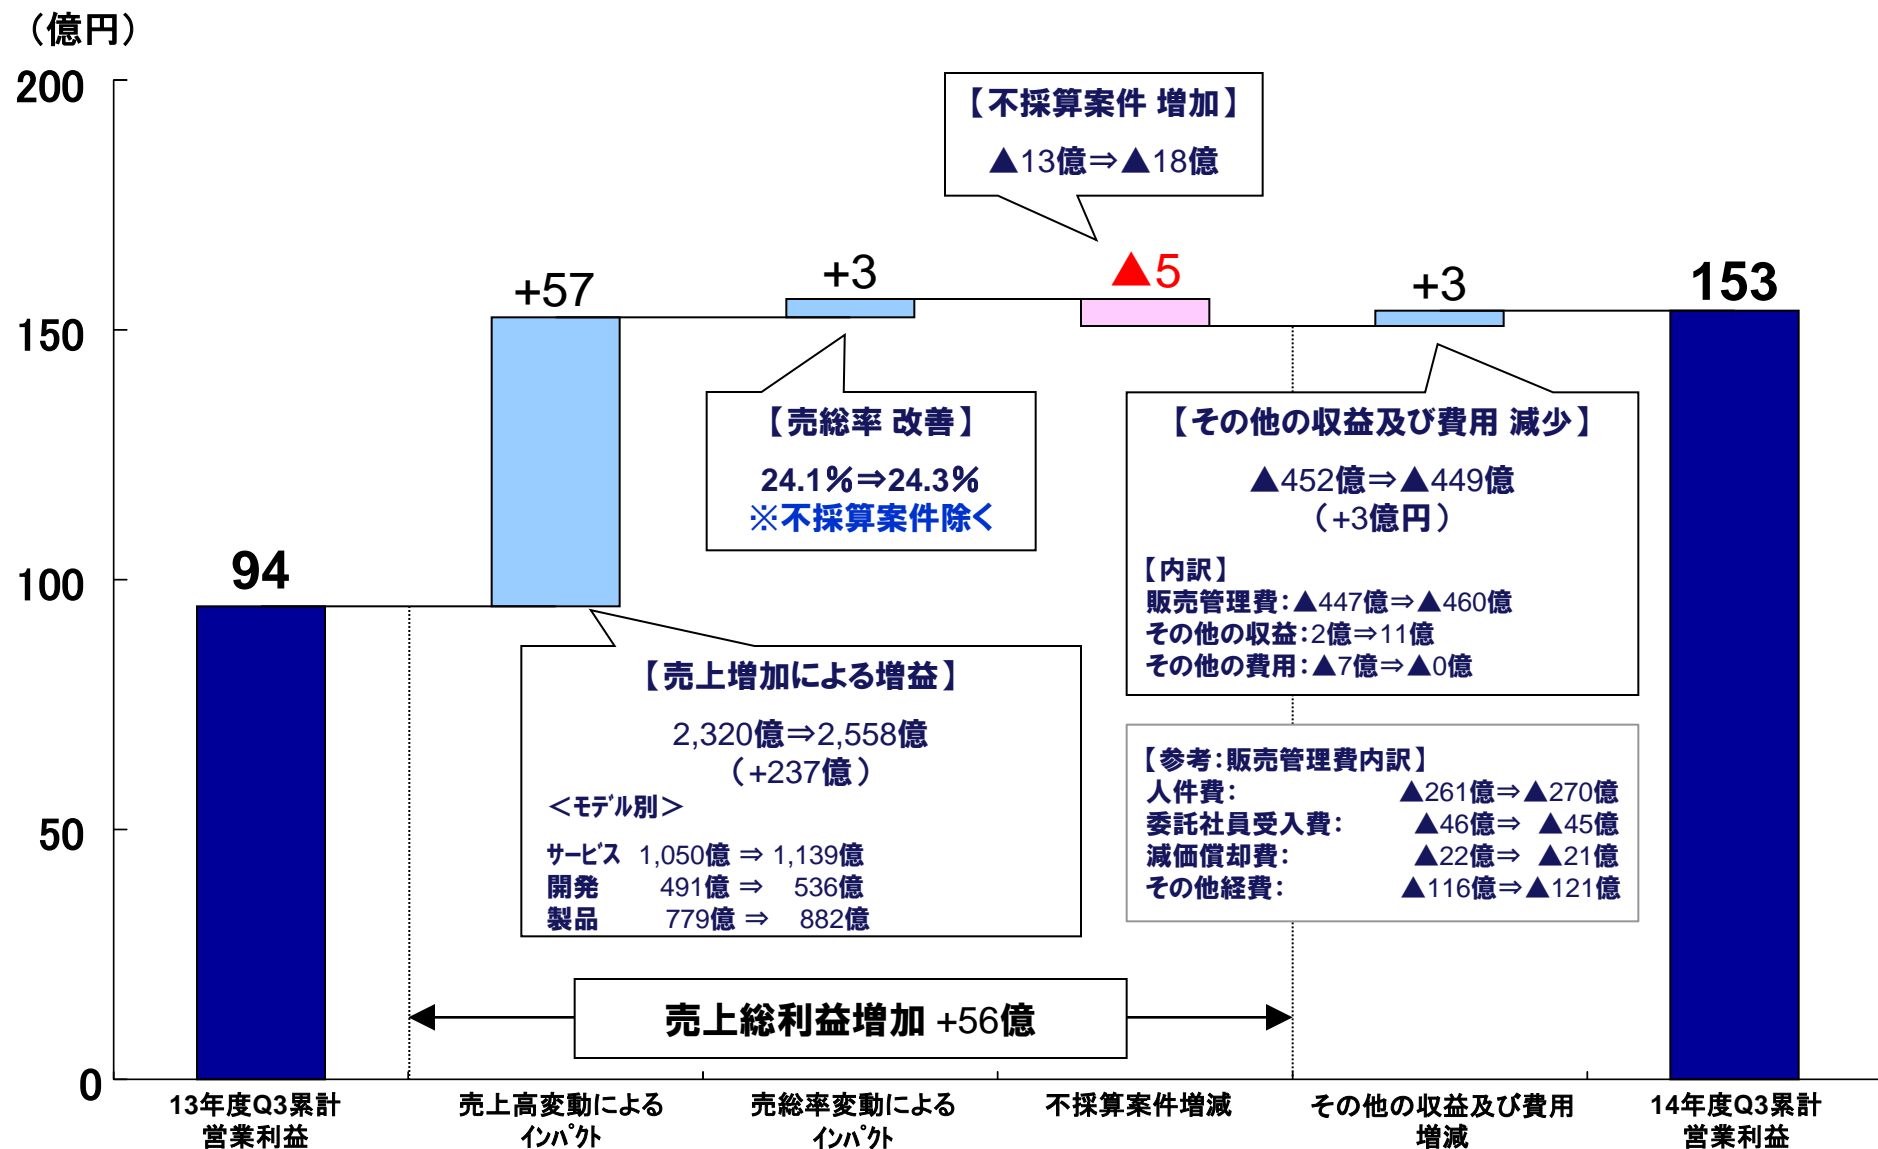 （億円）
200
150
100
50
0
【不採算案件 増加】
▲13億⇒▲18億
94
+57
+3
▲5
+3
153
【売総率 改善】
24.1％⇒24.3％
※不採算案件除く
【その他の収益及び費用 減少】
▲452億⇒▲449億
（+3億円）
【内訳】
販売管理費：▲447億⇒▲460億
その他の収益：2億⇒11億
その他の費用：▲7億⇒▲0億
【売上増加による増益】
2,320億⇒2,558億
（+237億）
＜ﾓﾃﾞﾙ別＞
ｻｰﾋﾞｽ 1,050億 ⇒ 1,139億
開発 491億 ⇒ 536億
製品 779億 ⇒ 882億
【参考：販売管理費内訳】
人件費： ▲261億⇒▲270億
委託社員受入費： ▲46億⇒ ▲45億
減価償却費： ▲22億⇒ ▲21億
その他経費： ▲116億⇒▲121億
売上総利益増加 +56億
13年度Q3累計
営業利益
売上高変動による
ｲﾝﾊﾟｸﾄ
売総率変動による
ｲﾝﾊﾟｸﾄ
不採算案件増減
その他の収益及び費用
増減
14年度Q3累計
営業利益